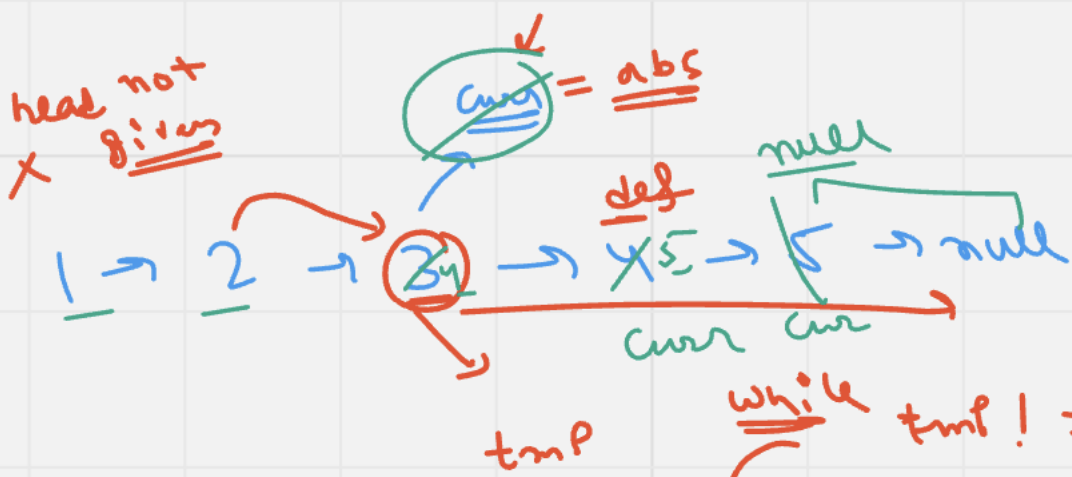 head not
given
X
curr = abs
null
def
1 → 2 → 3 4 → 4 5 → 5 → null
curr cur
while tmp !
tmp